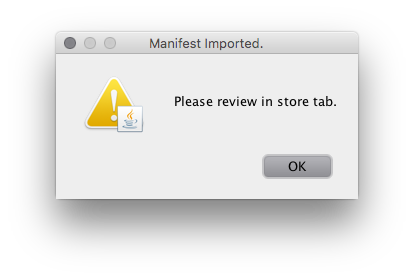 Manifest Imported.
Please review in store tab.
OK